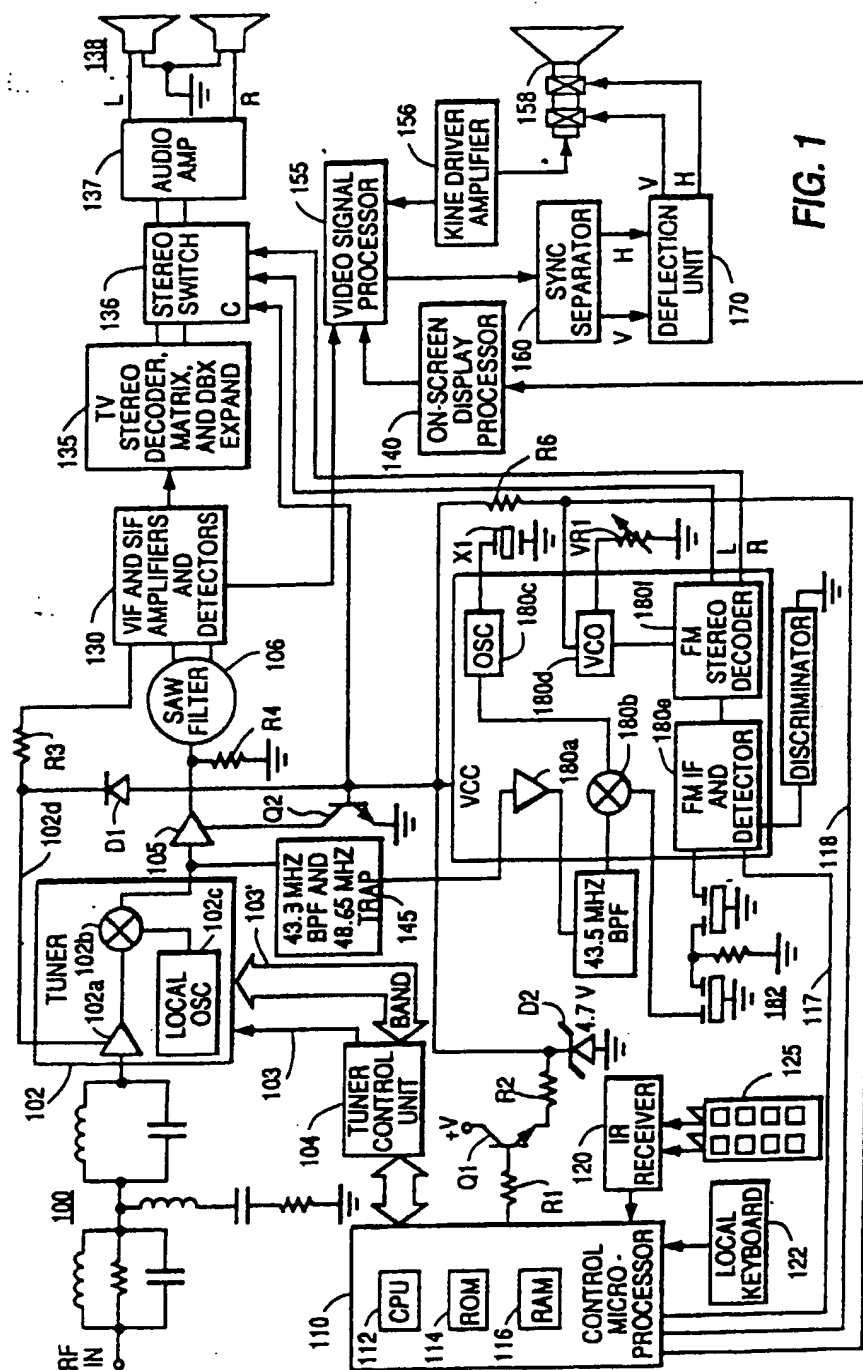 RF
IN
100
102
TUNER
102a
102b
102c
LOCAL
OSC
102d
R3
103
103'
BAND
104
TUNER
CONTROL
UNIT
105
D1
Q2
R4
SAW
FILTER
106
130
VIF AND SIF
AMPLIFIERS
AND
DETECTORS
135
TV
STEREO
DECODER,
MATRIX,
AND DBX
EXPAND
136
STEREO
SWITCH
C
137
AUDIO
AMP
L
R
138
43.3 MHZ
BPF AND
48.65 MHZ
TRAP
145
110
112
CPU
114
ROM
116
RAM
CONTROL
MICRO-
PROCESSOR
R1
Q1
+V
R2
D2
4.7 V
120
IR
RECEIVER
125
LOCAL
KEYBOARD
122
117
118
43.5 MHZ
BPF
182
VCC
180a
180b
OSC
180c
X1
VCO
180d
VR1
R6
180e
FM IF
AND
DETECTOR
180f
FM
STEREO
DECODER
L
R
DISCRIMINATOR
140
ON-SCREEN
DISPLAY
PROCESSOR
155
VIDEO SIGNAL
PROCESSOR
156
KINE DRIVER
AMPLIFIER
158
160
SYNC
SEPARATOR
V
H
DEFLECTION
UNIT
170
V
H
FIG. 1